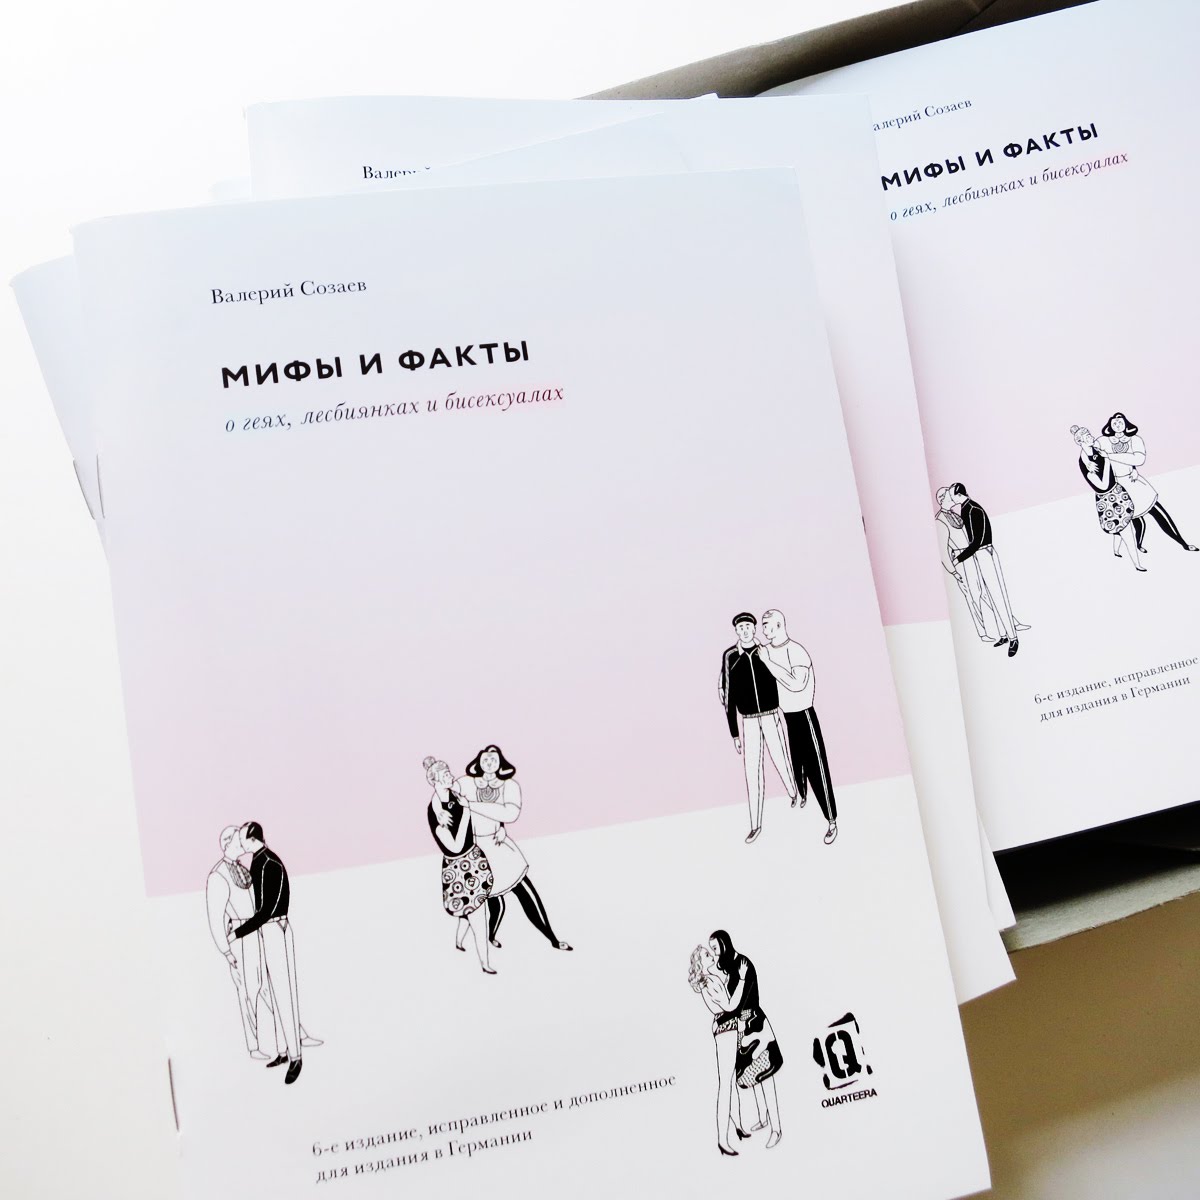 Валерий Созаев
МИФЫ И ФАКТЫ
о геях, лесбиянках и бисексуалах
6-е издание, исправленное и дополненное
для издания в Германии
Q
QUARTEERA
Валерий
Валерий Созаев
МИФЫ И ФАКТЫ
о геях, лесбиянках и бисексуалах
6-е издание, исправленное
для издания в Германии